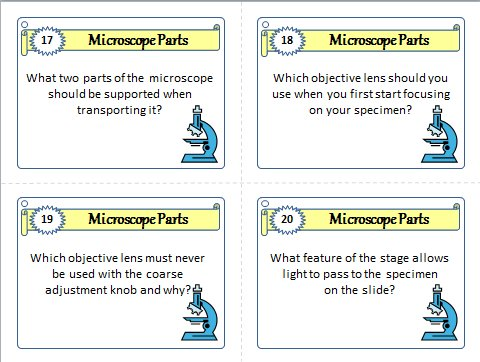 17
Microscope Parts
What two parts of the microscope
should be supported when
transporting it?
18
Microscope Parts
Which objective lens should you
use when you first start focusing
on your specimen?
19
Microscope Parts
Which objective lens must never
be used with the coarse
adjustment knob and why?
20
Microscope Parts
What feature of the stage allows
light to pass to the specimen
on the slide?